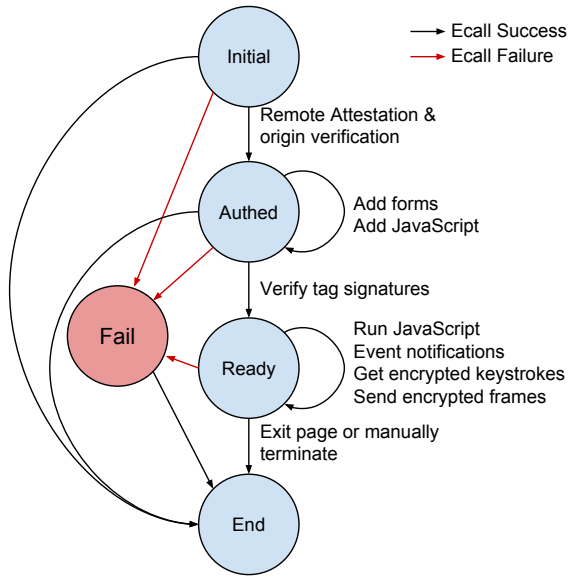 Initial
Ecall Success
Ecall Failure
Remote Attestation &
origin verification
Authed
Add forms
Add JavaScript
Verify tag signatures
Fail
Ready
Run JavaScript
Event notifications
Get encrypted keystrokes
Send encrypted frames
Exit page or manually
terminate
End